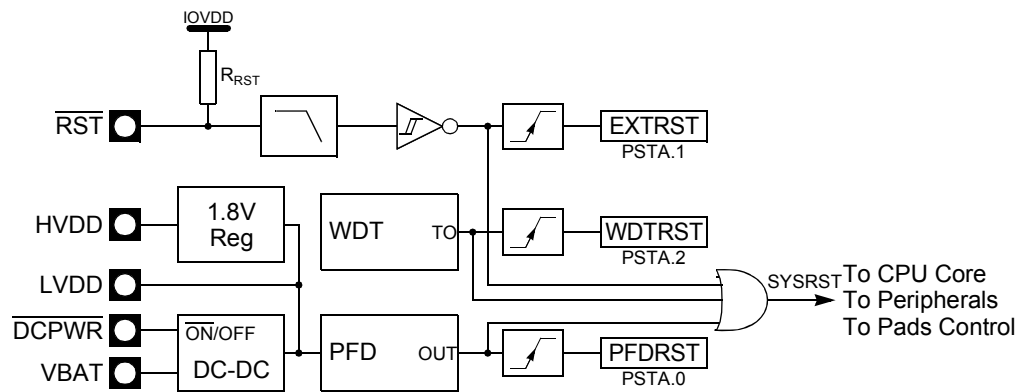 IOVDD
RRST
RST
EXTRST
PSTA.1
HVDD
1.8V
Reg
WDT
TO
WDTRST
PSTA.2
LVDD
SYSRST
To CPU Core
To Peripherals
To Pads Control
DCPWR
ON/OFF
DC-DC
VBAT
PFD
OUT
PFDRST
PSTA.0